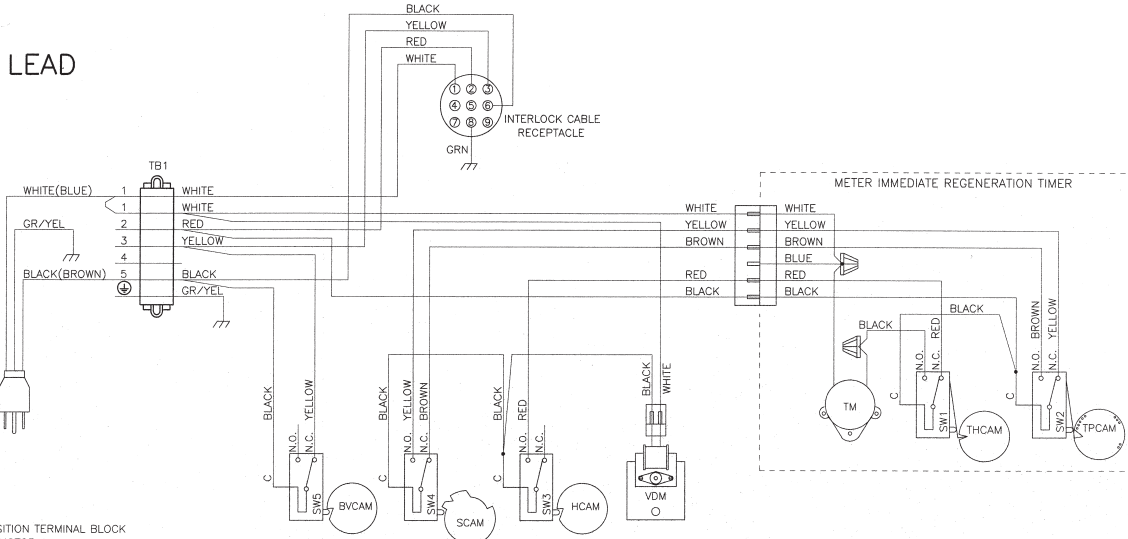 LEAD
BLACK
YELLOW
RED
WHITE
1 2 3
4 5 6
7 8 9
INTERLOCK CABLE
RECEPTACLE
GRN
TB1
WHITE(BLUE)
GR/YEL
BLACK(BROWN)
1
1
2
3
4
5
WHITE
WHITE
RED
YELLOW
BLACK
GR/YEL
METER IMMEDIATE REGENERATION TIMER
WHITE
YELLOW
BROWN
RED
BLACK
WHITE
YELLOW
BROWN
BLUE
RED
BLACK
BLACK
N.O.
N.C. YELLOW
C
SW5
BVCAM
BLACK
N.O. YELLOW
N.C. BROWN
C
SW4
SCAM
BLACK
N.O. RED
N.C.
C
SW3
HCAM
BLACK
WHITE
VDM
BLACK
TM
BLACK
N.O.
N.C. RED
C
SW1
THCAM
N.O. BROWN
N.C. YELLOW
C
SW2
TPCAM
SITION TERMINAL BLOCK